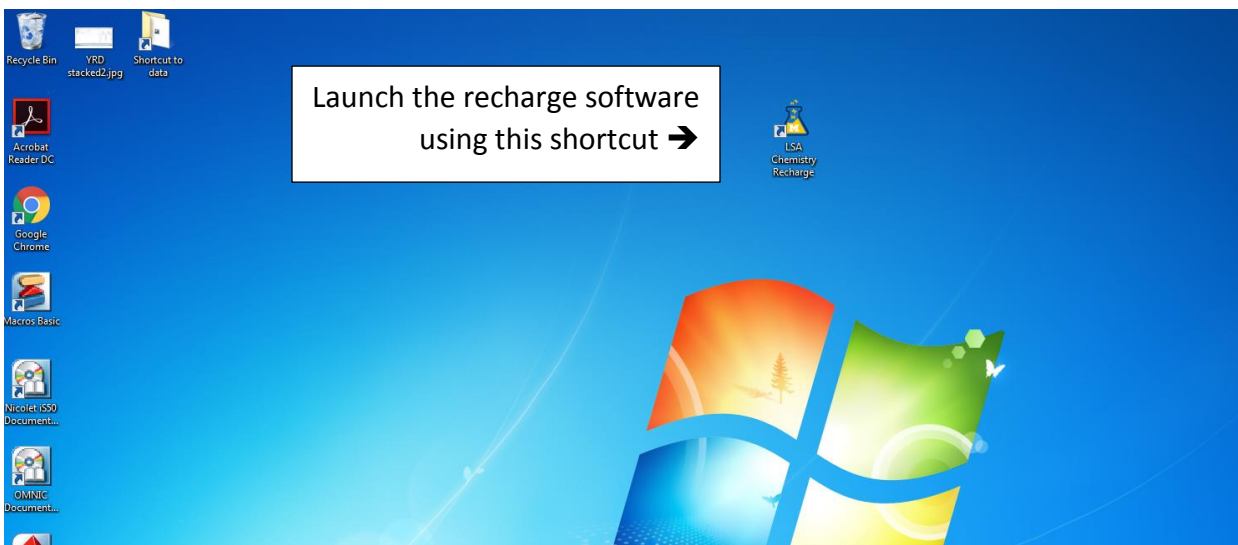 Recycle Bin
YRD
stacked2.jpg
Shortcut to
data
Launch the recharge software
using this shortcut ➔
LSA
Chemistry
Recharge
Acrobat
Reader DC
Google
Chrome
Macros Basic
Nicolet iS50
Document...
OMNIC
Document...